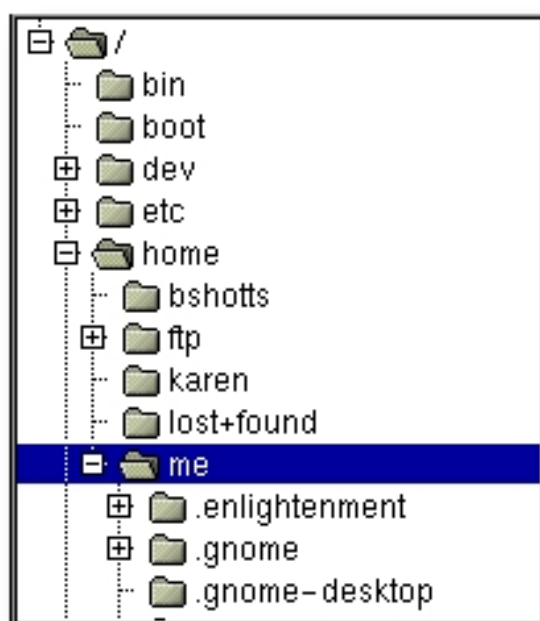 /
bin
boot
dev
etc
home
bshotts
ftp
karen
lost+found
me
.enlightenment
.gnome
.gnome-desktop